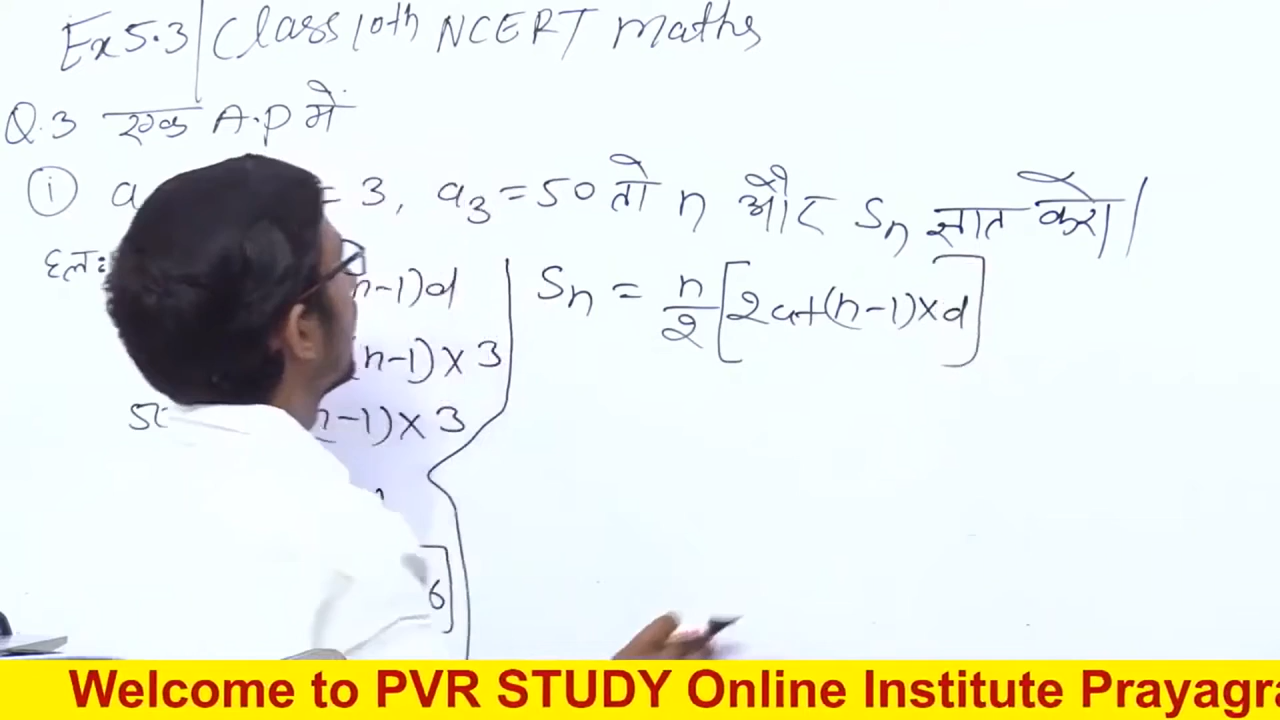 Ex 5.3 | Class 10th NCERT maths
Q.3 एक A.P में
(i) a = 3, a3 = 50 तो n और Sn ज्ञात करो|
हल:
n-1)d
(n-1) × 3
50 n-1) × 3
6
Sn = n/2 [2a+(n-1)×d]
Welcome to PVR STUDY Online Institute Prayagra